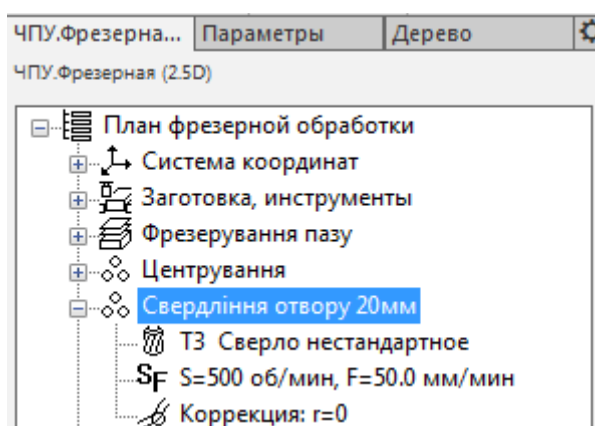 ЧПУ.Фрезерна... Параметры Дерево
ЧПУ.Фрезерная (2.5D)
План фрезерной обработки
Система координат
Заготовка, инструменты
Фрезерування пазу
Центрування
Свердління отвору 20мм
T3 Сверло нестандартное
SF S=500 об/мин, F=50.0 мм/мин
Коррекция: r=0